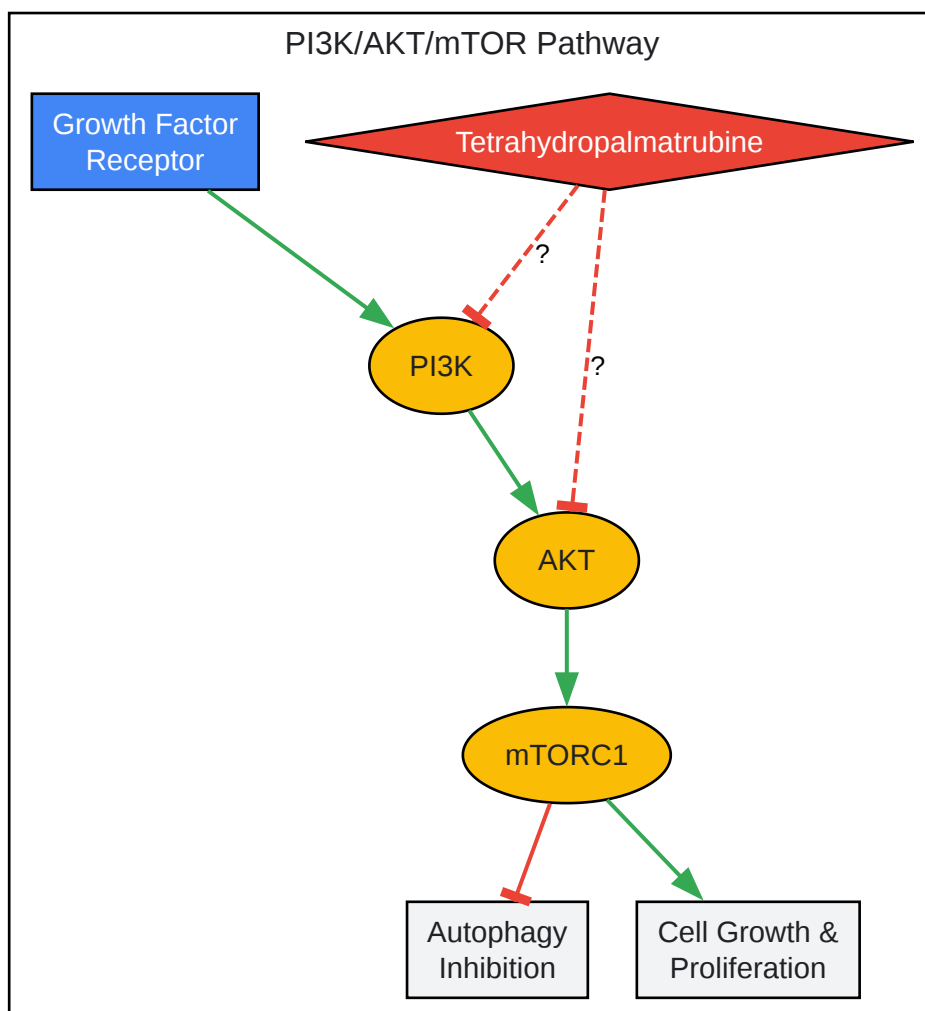 PI3K/AKT/mTOR Pathway
Growth Factor
Receptor
Tetrahydropalmatrubine
?
?
PI3K
AKT
mTORC1
Autophagy
Inhibition
Cell Growth &
Proliferation